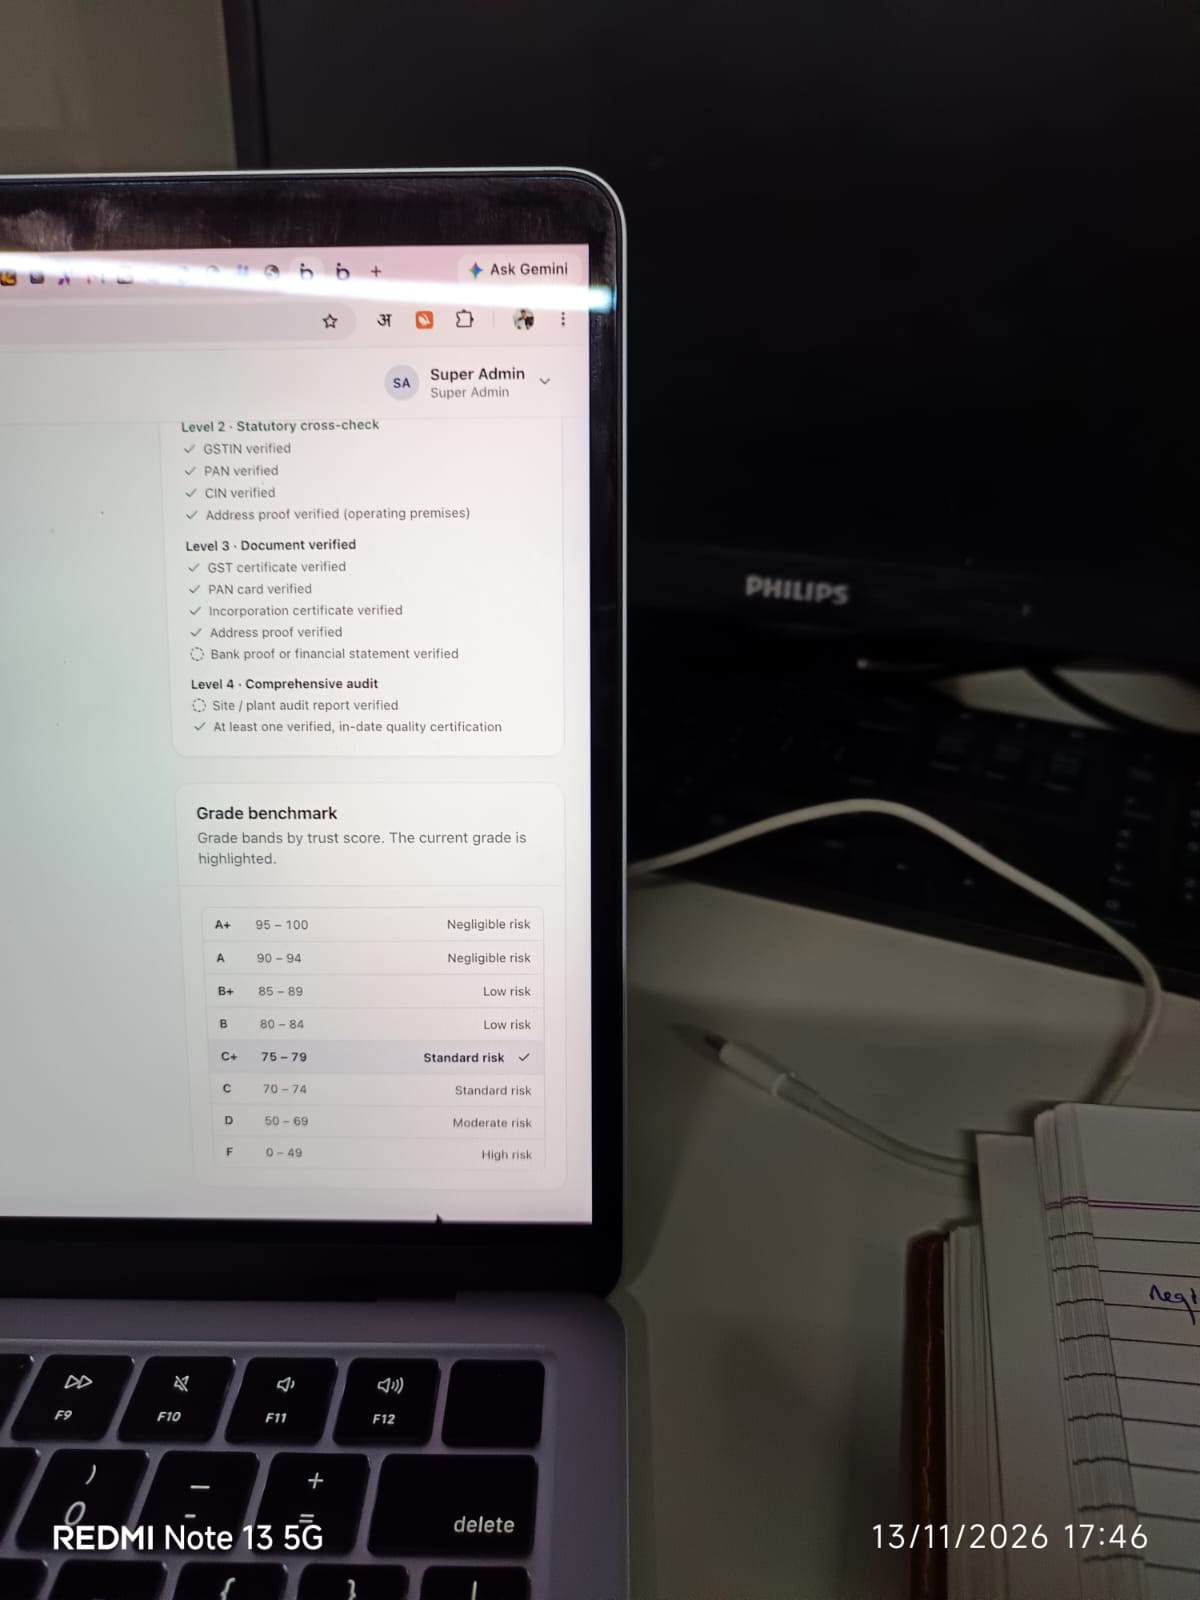 Ask Gemini
अ
SA
Super Admin
Super Admin
Level 2 · Statutory cross-check
GSTIN verified
PAN verified
CIN verified
Address proof verified (operating premises)
Level 3 · Document verified
GST certificate verified
PAN card verified
Incorporation certificate verified
Address proof verified
Bank proof or financial statement verified
Level 4 · Comprehensive audit
Site / plant audit report verified
At least one verified, in-date quality certification
Grade benchmark
Grade bands by trust score. The current grade is
highlighted.
A+ 95 – 100 Negligible risk
A 90 – 94 Negligible risk
B+ 85 – 89 Low risk
B 80 – 84 Low risk
C+ 75 – 79 Standard risk
C 70 – 74 Standard risk
D 50 – 69 Moderate risk
F 0 – 49 High risk
PHILIPS
F9 F10 F11 F12
) — +
0 - =
delete
{ } |
REDMI Note 13 5G
13/11/2026 17:46